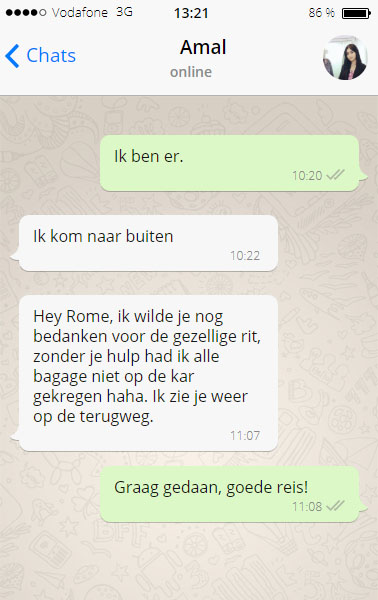 Vodafone 3G 13:21 86 %
Chats Amal
online
Ik ben er.
10:20
Ik kom naar buiten
10:22
Hey Rome, ik wilde je nog
bedanken voor de gezellige rit,
zonder je hulp had ik alle
bagage niet op de kar
gekregen haha. Ik zie je weer
op de terugweg.
11:07
Graag gedaan, goede reis!
11:08